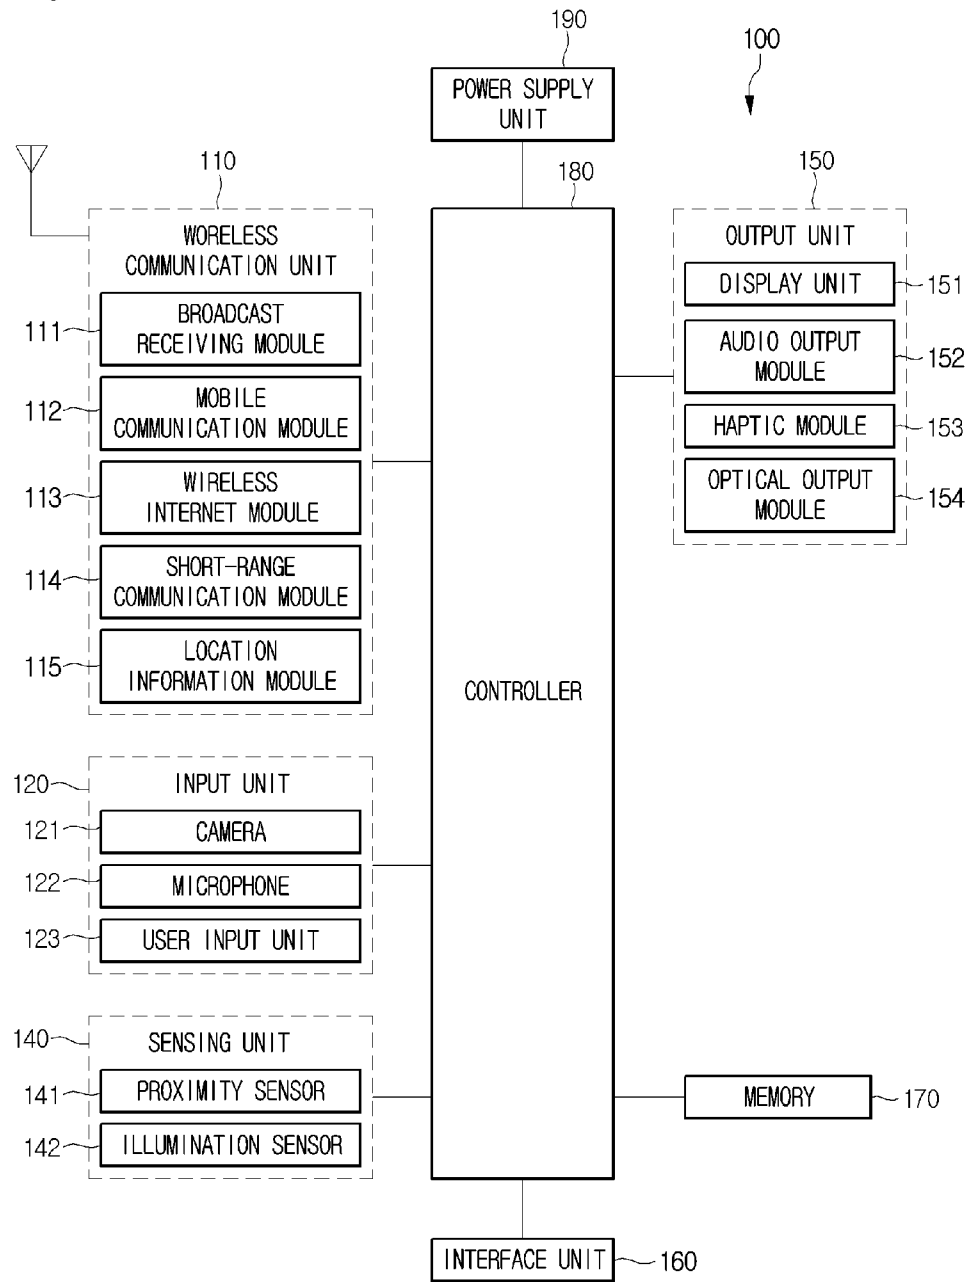 190
100
POWER SUPPLY
UNIT
110
180
150
WORELESS
COMMUNICATION UNIT
OUTPUT UNIT
DISPLAY UNIT
151
111
BROADCAST
RECEIVING MODULE
AUDIO OUTPUT
MODULE
152
112
MOBILE
COMMUNICATION MODULE
HAPTIC MODULE
153
113
WIRELESS
INTERNET MODULE
OPTICAL OUTPUT
MODULE
154
114
SHORT-RANGE
COMMUNICATION MODULE
115
LOCATION
INFORMATION MODULE
CONTROLLER
120
INPUT UNIT
121
CAMERA
122
MICROPHONE
123
USER INPUT UNIT
140
SENSING UNIT
141
PROXIMITY SENSOR
142
ILLUMINATION SENSOR
MEMORY
170
INTERFACE UNIT
160